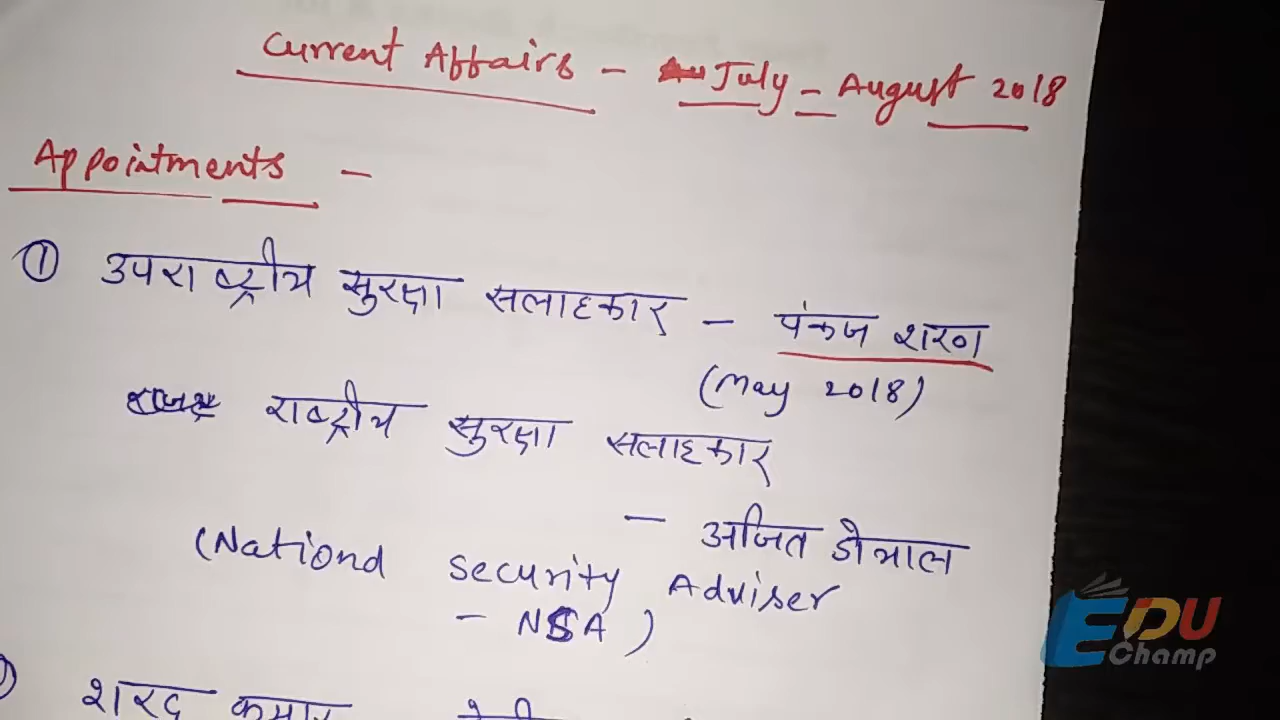 Current Affairs - July - August 2018
Appointments -
① उपराष्ट्रीय सुरक्षा सलाहकार - पंकज शरण
(May 2018)
राष्ट्रीय सुरक्षा सलाहकार
- अजित डोभाल
(National Security Adviser
- NSA)
शरद कुमार
EDU
Champ